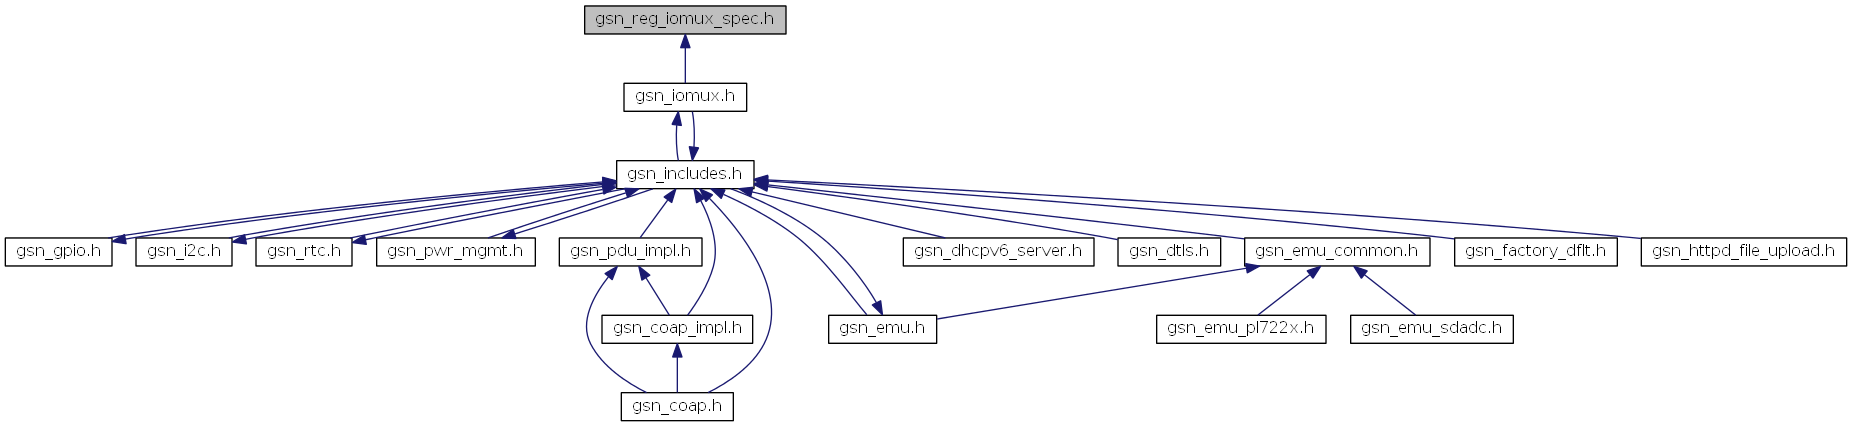 gsn_reg_iomux_spec.h
gsn_iomux.h
gsn_includes.h
gsn_gpio.h
gsn_i2c.h
gsn_rtc.h
gsn_pwr_mgmt.h
gsn_pdu_impl.h
gsn_dhcpv6_server.h
gsn_dtls.h
gsn_emu_common.h
gsn_factory_dflt.h
gsn_httpd_file_upload.h
gsn_coap_impl.h
gsn_emu.h
gsn_emu_pl722x.h
gsn_emu_sdadc.h
gsn_coap.h